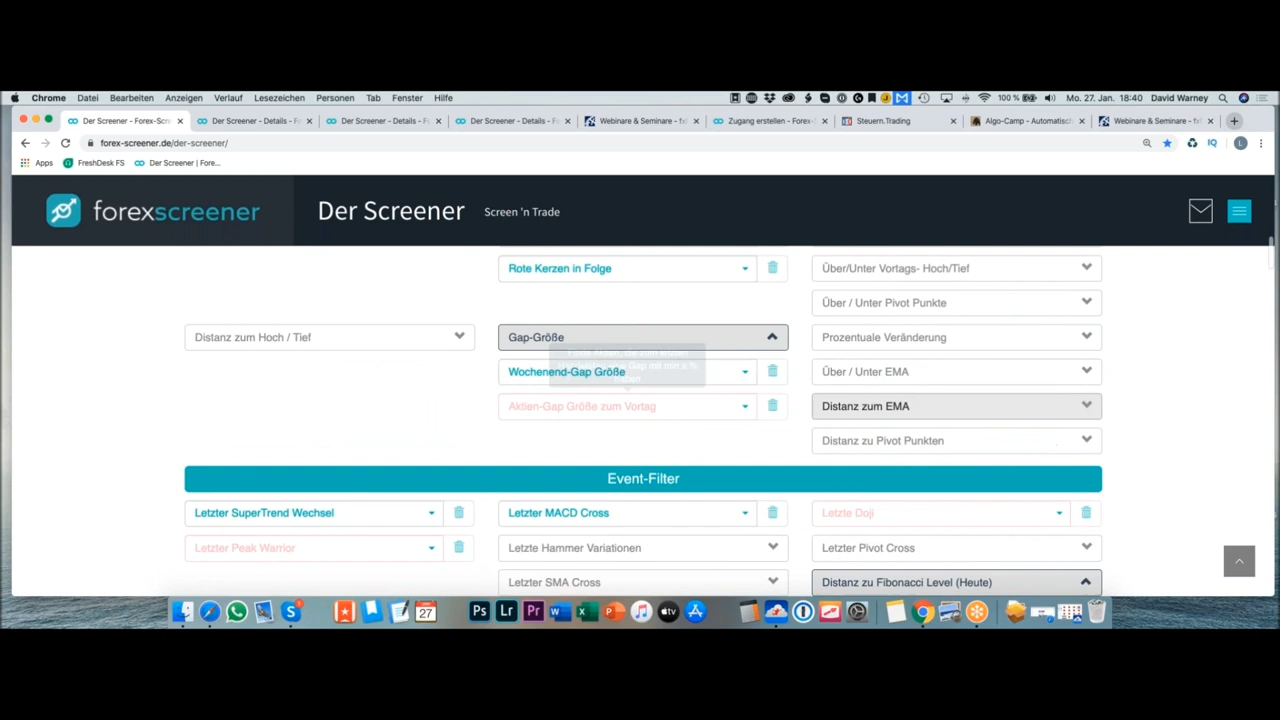 Chrome Datei Bearbeiten Anzeigen Verlauf Lesezeichen Personen Tab Fenster Hilfe 100 % Mo. 27. Jan. 18:40 David Warney
Der Screener - Forex-Scre Der Screener - Details - F Der Screener - Details - F Der Screener - Details - F Webinare & Seminare - Zugang erstellen - Forex- Steuern.Trading Algo-Camp - Automatisch Webinare & Seminare -
forex-screener.de/der-screener/ IQ L
Apps FreshDesk FS Der Screener | Fore...
forexscreener Der Screener Screen 'n Trade
Rote Kerzen in Folge Über/Unter Vortags- Hoch/Tief
Über / Unter Pivot Punkte
Distanz zum Hoch / Tief Gap-Größe Prozentuale Veränderung
Wochenend-Gap Größe Über / Unter EMA
Aktien-Gap Größe zum Vortag Distanz zum EMA
Distanz zu Pivot Punkten
Event-Filter
Letzter SuperTrend Wechsel Letzter MACD Cross Letzte Doji
Letzter Peak Warrior Letzte Hammer Variationen Letzter Pivot Cross
Letzter SMA Cross Distanz zu Fibonacci Level (Heute)
27 Ps Lr Pr